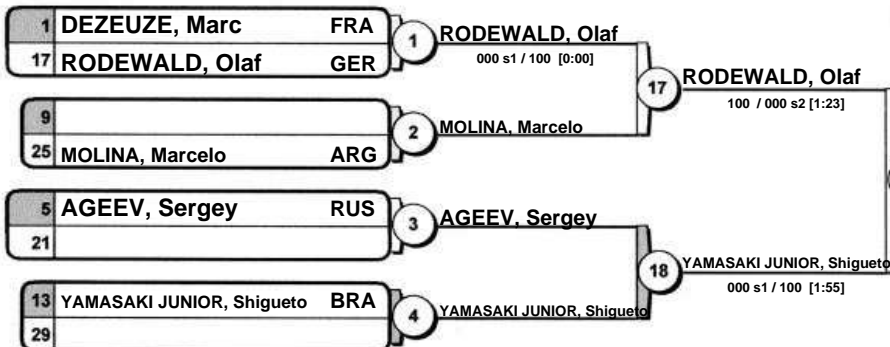 1 DEZEUZE, Marc FRA
17 RODEWALD, Olaf GER
1
RODEWALD, Olaf
000 s1 / 100 [0:00]
9
25 MOLINA, Marcelo ARG
2
MOLINA, Marcelo
17
RODEWALD, Olaf
100 / 000 s2 [1:23]
5 AGEEV, Sergey RUS
21
3
AGEEV, Sergey
13 YAMASAKI JUNIOR, Shigueto BRA
29
4
YAMASAKI JUNIOR, Shigueto
18
YAMASAKI JUNIOR, Shigueto
000 s1 / 100 [1:55]